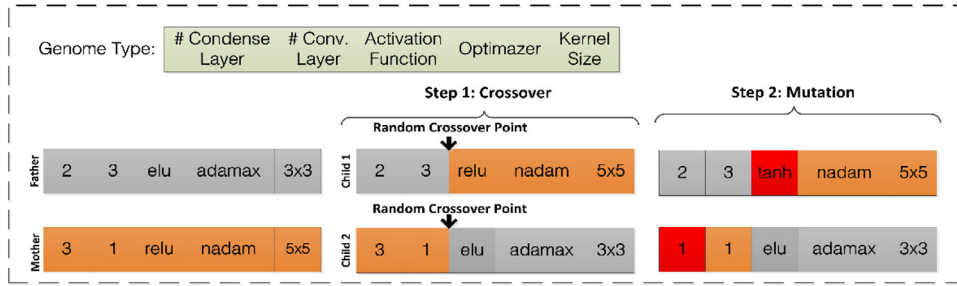 Genome Type:
# Condense Layer
# Conv. Layer
Activation Function
Optimazer
Kernel Size
Step 1: Crossover
Step 2: Mutation
Random Crossover Point
Father
2 3 elu adamax 3x3
Child 1
2 3 relu nadam 5x5
2 3 tanh nadam 5x5
Random Crossover Point
Mother
3 1 relu nadam 5x5
Child 2
3 1 elu adamax 3x3
1 1 elu adamax 3x3